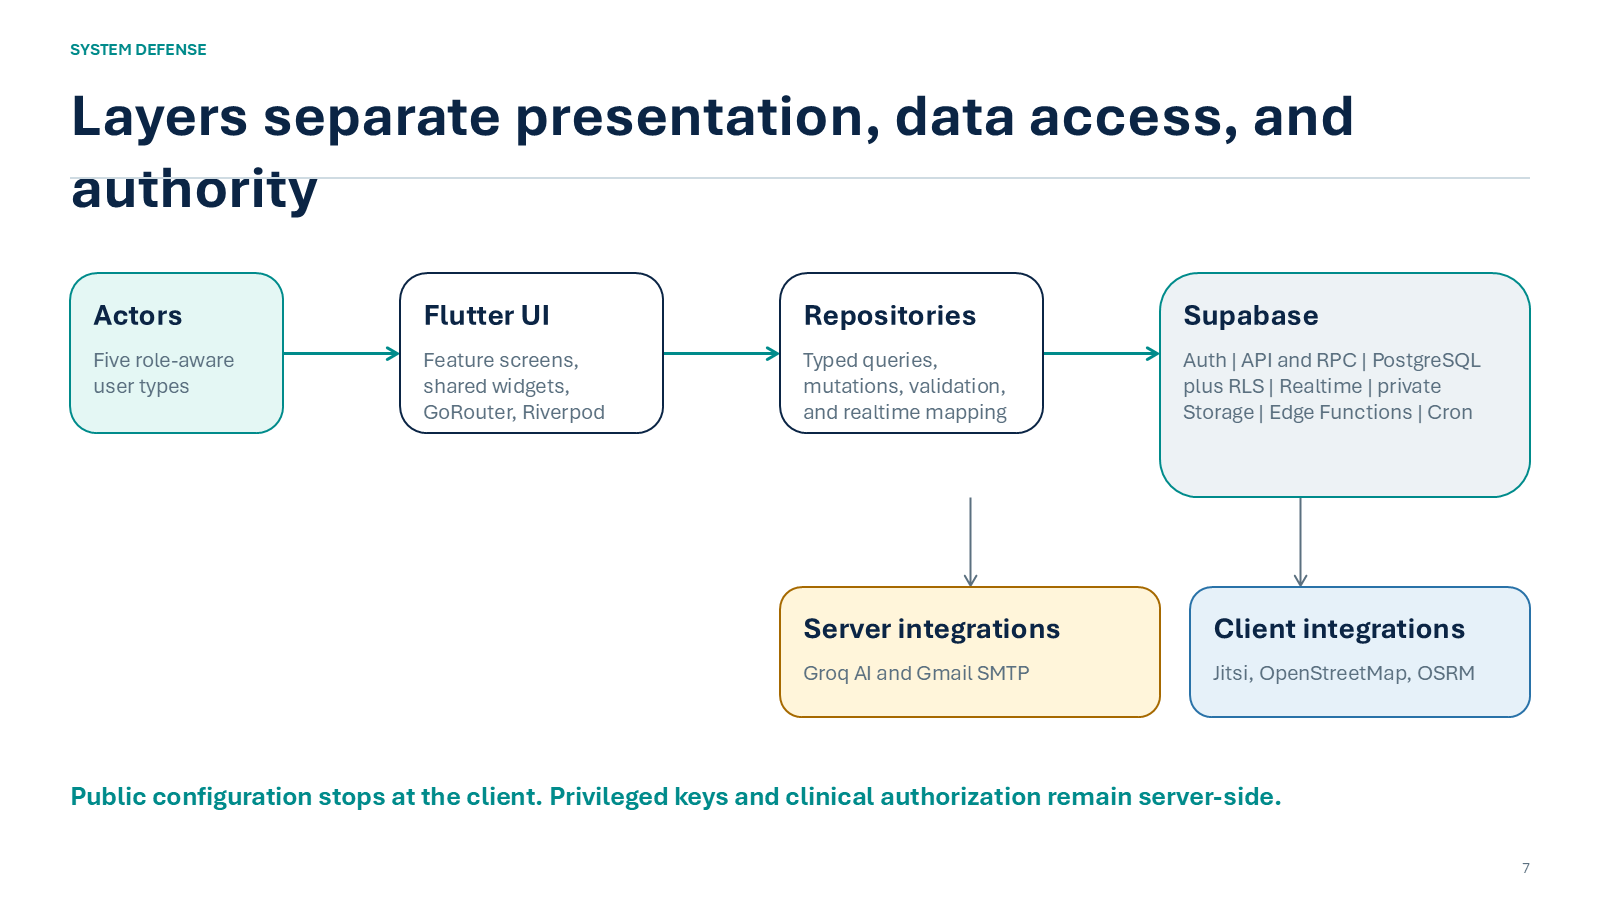 SYSTEM DEFENSE
Layers separate presentation, data access, and
authority
Actors
Five role-aware
user types
Flutter UI
Feature screens,
shared widgets,
GoRouter, Riverpod
Repositories
Typed queries,
mutations, validation,
and realtime mapping
Supabase
Auth | API and RPC | PostgreSQL
plus RLS | Realtime | private
Storage | Edge Functions | Cron
Server integrations
Groq AI and Gmail SMTP
Client integrations
Jitsi, OpenStreetMap, OSRM
Public configuration stops at the client. Privileged keys and clinical authorization remain server-side.
7